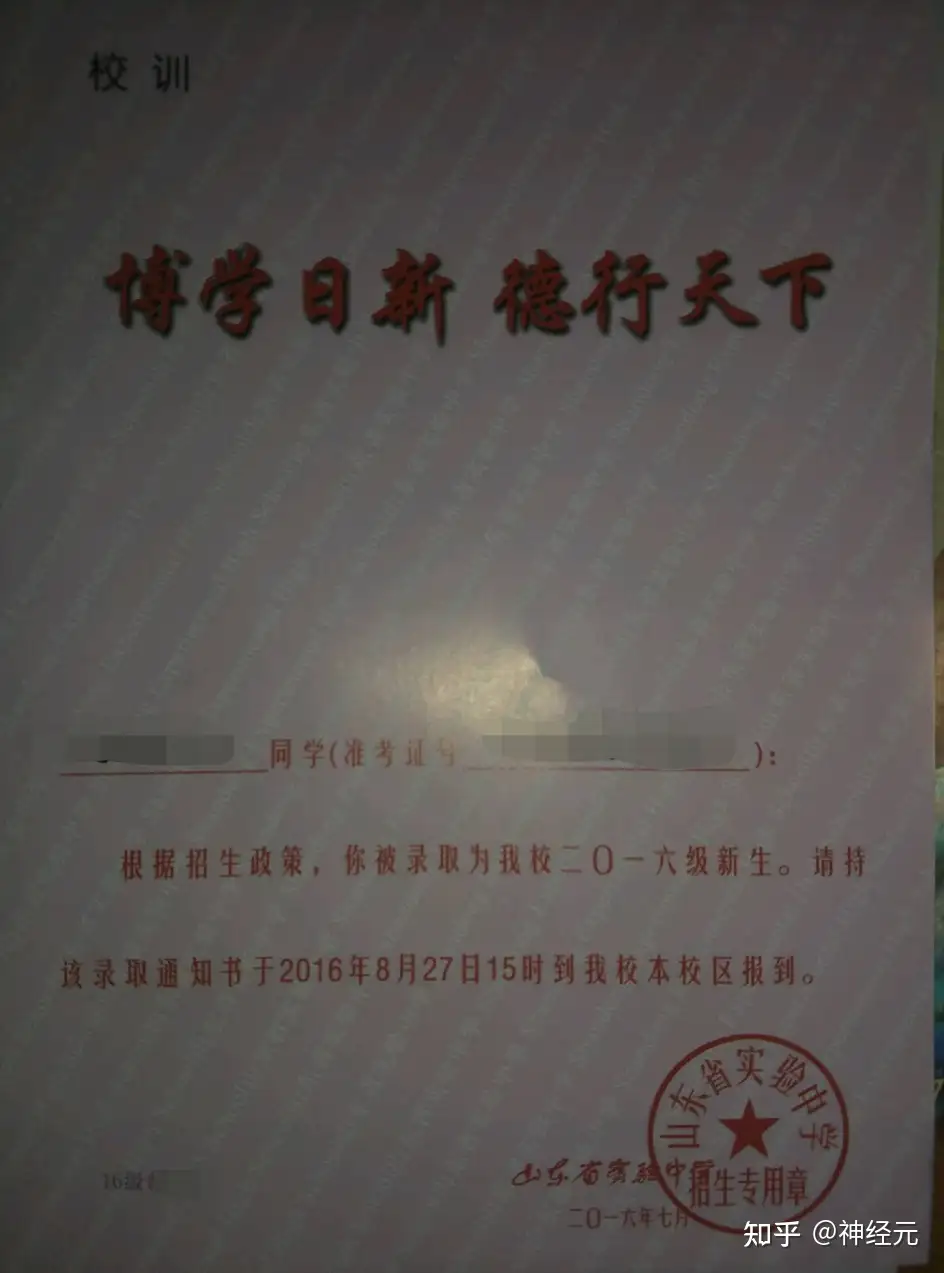 校训
博学日新 德行天下
同学(准考证号):
根据招生政策，你被录取为我校二〇一六级新生。请持
该录取通知书于2016年8月27日15时到我校本校区报到。
山东省实验中学
山东省实验中学
招生专用章
二〇一六年七月
16级
知乎 @神经元